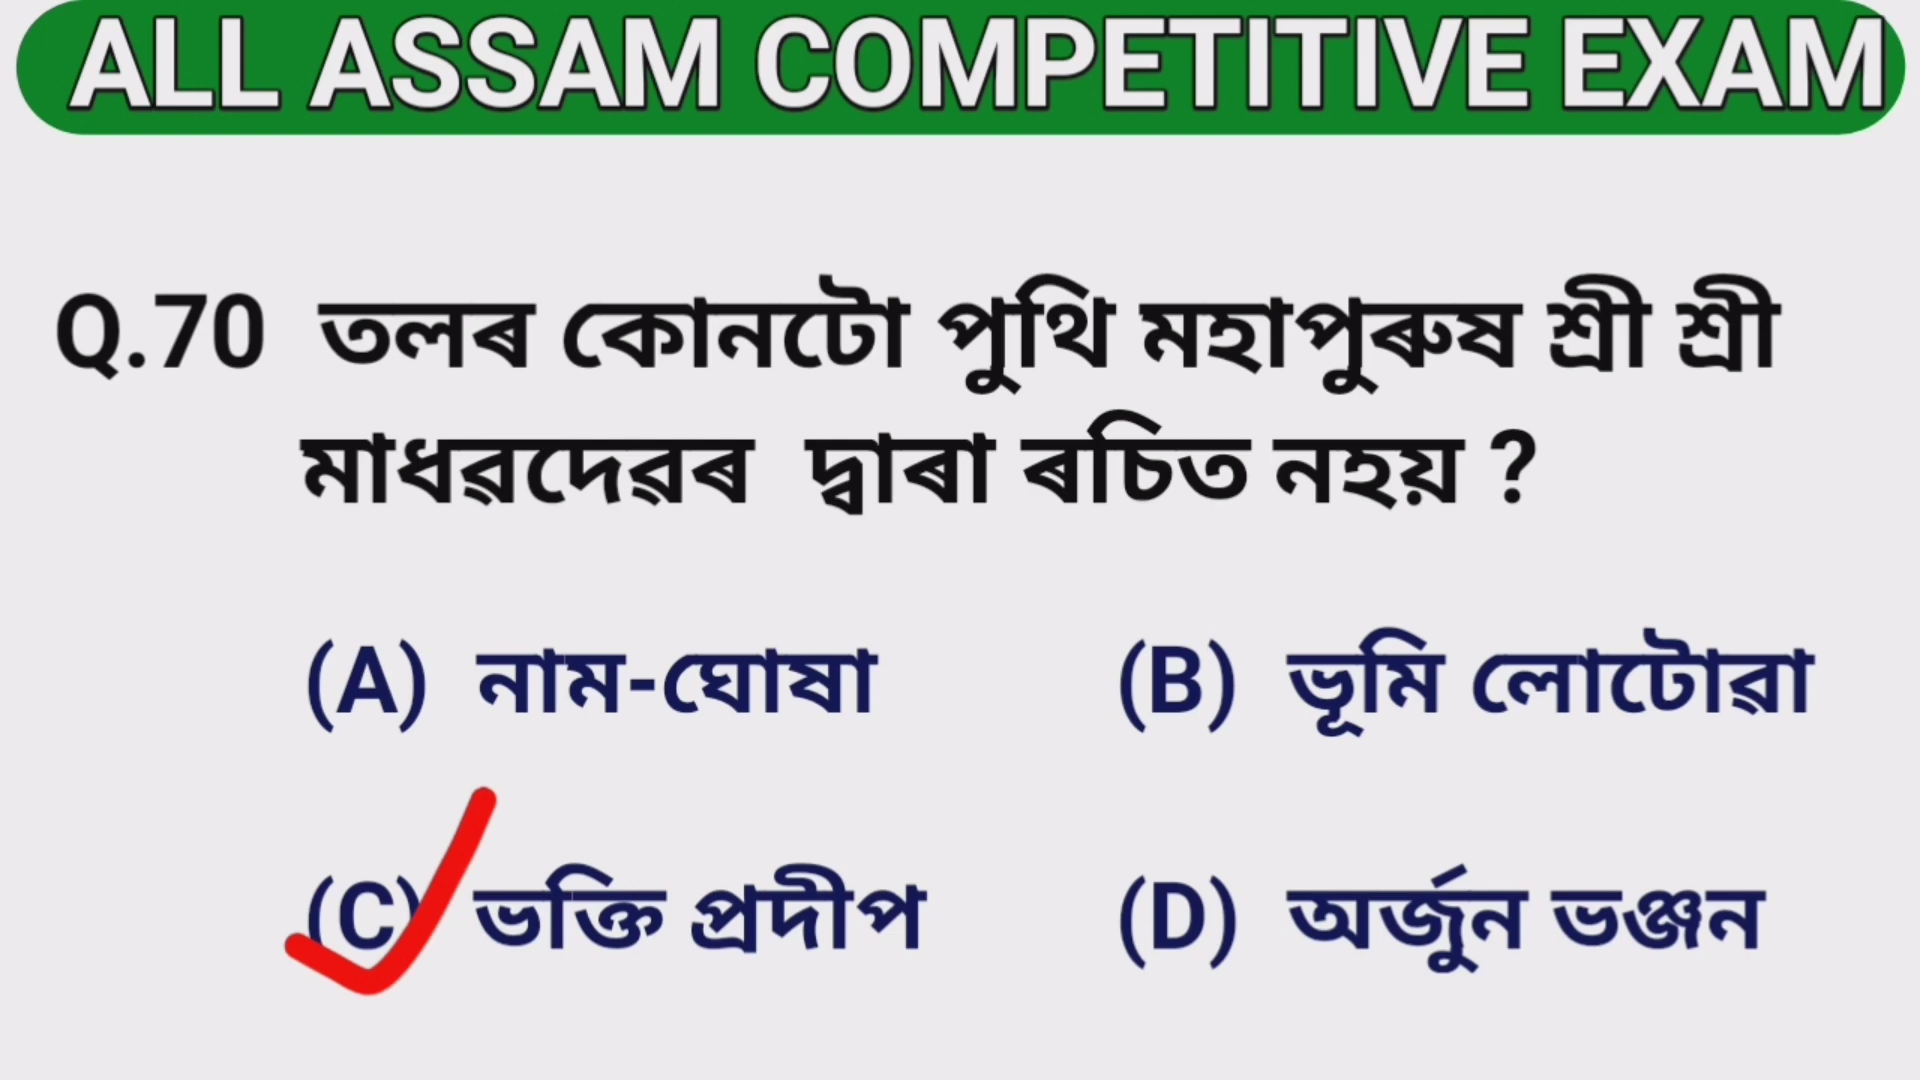 ALL ASSAM COMPETITIVE EXAM
Q.70 তলৰ কোনটো পুথি মহাপুৰুষ শ্ৰী শ্ৰী
মাধৱদেৱৰ দ্বাৰা ৰচিত নহয় ?
(A) নাম-ঘোষা (B) ভূমি লোটোৱা
(C) ভক্তি প্ৰদীপ (D) অৰ্জুন ভঞ্জন